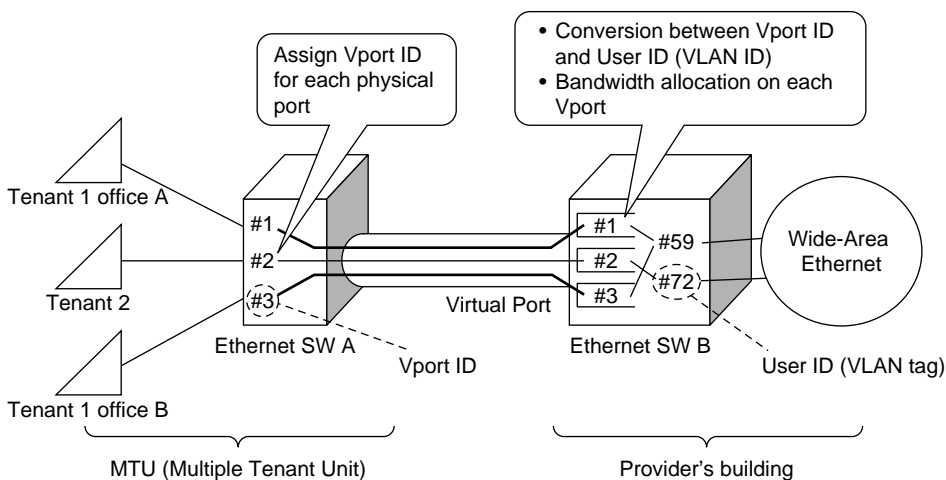 Assign Vport ID
for each physical
port
• Conversion between Vport ID
and User ID (VLAN ID)
• Bandwidth allocation on each
Vport
Tenant 1 office A
Tenant 2
Tenant 1 office B
#1
#2
#3
Ethernet SW A
Vport ID
Virtual Port
#1
#2
#3
#59
#72
Ethernet SW B
User ID (VLAN tag)
Wide-Area
Ethernet
MTU (Multiple Tenant Unit)
Provider's building